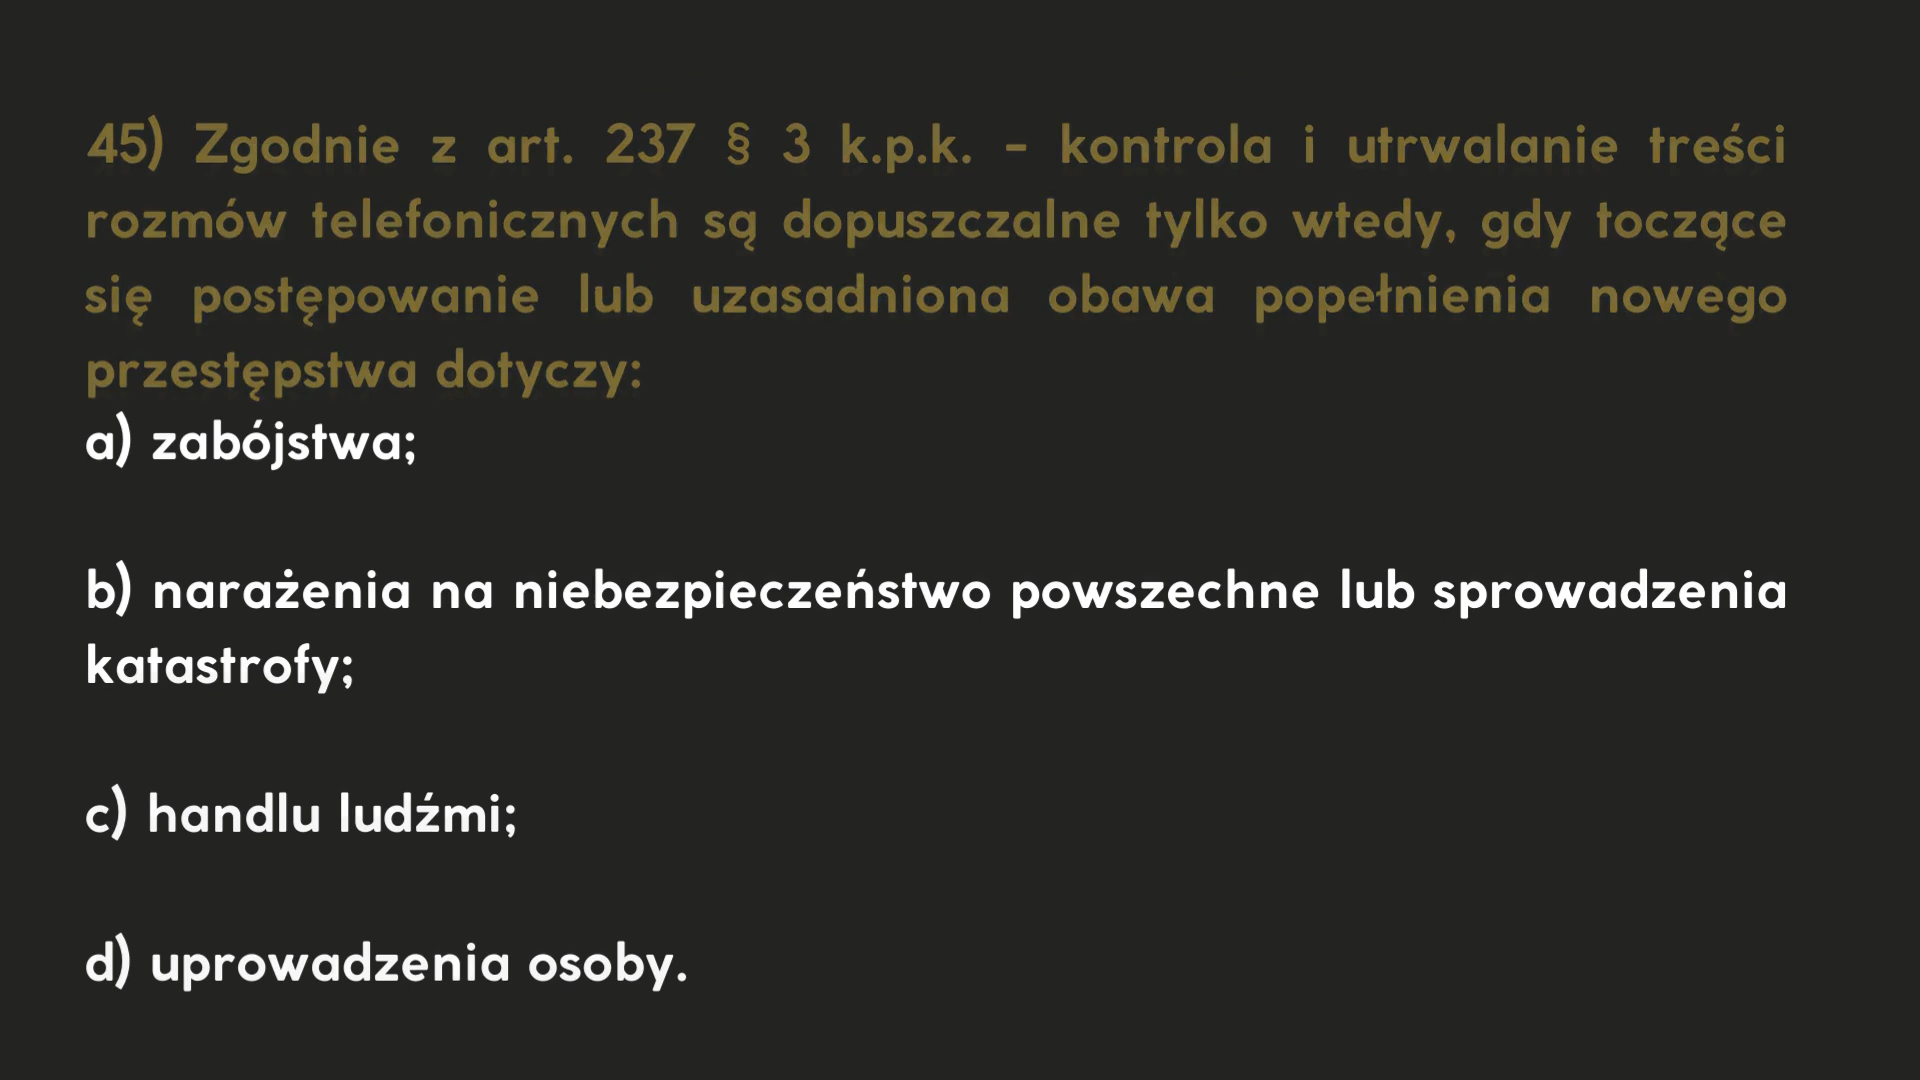 45) Zgodnie z art. 237 § 3 k.p.k. - kontrola i utrwalanie treści
rozmów telefonicznych są dopuszczalne tylko wtedy, gdy toczące
się postępowanie lub uzasadniona obawa popełnienia nowego
przestępstwa dotyczy:
a) zabójstwa;
b) narażenia na niebezpieczeństwo powszechne lub sprowadzenia
katastrofy;
c) handlu ludźmi;
d) uprowadzenia osoby.